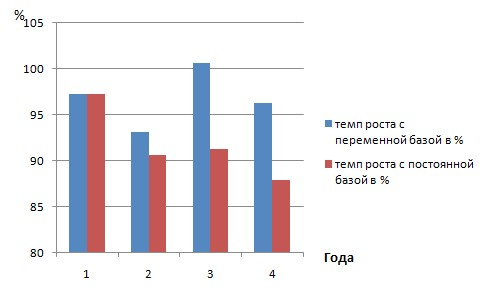 %
105
100
95
90
85
80
1 2 3 4
Года
темп роста с
переменной базой в %
темп роста с постоянной
базой в %